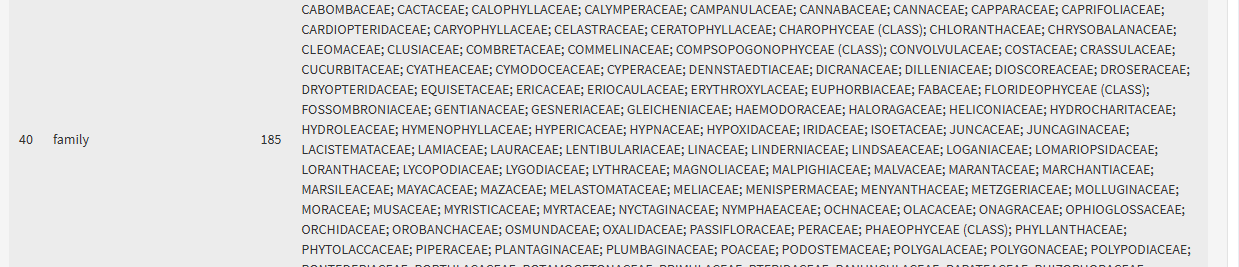 CABOMBACEAE; CACTACEAE; CALOPHYLLACEAE; CALYMPERACEAE; CAMPANULACEAE; CANNABACEAE; CANNACEAE; CAPPARACEAE; CAPRIFOLIACEAE;
CARDIOPTERIDACEAE; CARYOPHYLLACEAE; CELASTRACEAE; CERATOPHYLLACEAE; CHAROPHYCEAE (CLASS); CHLORANTHACEAE; CHRYSOBALANACEAE;
CLEOMACEAE; CLUSIACEAE; COMBRETACEAE; COMMELINACEAE; COMPSOPOGONOPHYCEAE (CLASS); CONVOLVULACEAE; COSTACEAE; CRASSULACEAE;
CUCURBITACEAE; CYATHEACEAE; CYMODOCEACEAE; CYPERACEAE; DENNSTAEDTIACEAE; DICRANACEAE; DILLENIACEAE; DIOSCOREACEAE; DROSERACEAE;
DRYOPTERIDACEAE; EQUISETACEAE; ERICACEAE; ERIOCAULACEAE; ERYTHROXYLACEAE; EUPHORBIACEAE; FABACEAE; FLORIDEOPHYCEAE (CLASS);
FOSSOMBRONIACEAE; GENTIANACEAE; GESNERIACEAE; GLEICHENIACEAE; HAEMODORACEAE; HALORAGACEAE; HELICONIACEAE; HYDROCHARITACEAE;
HYDROLEACEAE; HYMENOPHYLLACEAE; HYPERICACEAE; HYPNACEAE; HYPOXIDACEAE; IRIDACEAE; ISOETACEAE; JUNCACEAE; JUNCAGINACEAE;
40 family 185
LACISTEMATACEAE; LAMIACEAE; LAURACEAE; LENTIBULARIACEAE; LINACEAE; LINDERNIACEAE; LINDSAEACEAE; LOGANIACEAE; LOMARIOPSIDACEAE;
LORANTHACEAE; LYCOPODIACEAE; LYGODIACEAE; LYTHRACEAE; MAGNOLIACEAE; MALPIGHIACEAE; MALVACEAE; MARANTACEAE; MARCHANTIACEAE;
MARSILEACEAE; MAYACACEAE; MAZACEAE; MELASTOMATACEAE; MELIACEAE; MENISPERMACEAE; MENYANTHACEAE; METZGERIACEAE; MOLLUGINACEAE;
MORACEAE; MUSACEAE; MYRISTICACEAE; MYRTACEAE; NYCTAGINACEAE; NYMPHAEACEAE; OCHNACEAE; OLACACEAE; ONAGRACEAE; OPHIOGLOSSACEAE;
ORCHIDACEAE; OROBANCHACEAE; OSMUNDACEAE; OXALIDACEAE; PASSIFLORACEAE; PERACEAE; PHAEOPHYCEAE (CLASS); PHYLLANTHACEAE;
PHYTOLACCACEAE; PIPERACEAE; PLANTAGINACEAE; PLUMBAGINACEAE; POACEAE; PODOSTEMACEAE; POLYGALACEAE; POLYGONACEAE; POLYPODIACEAE;